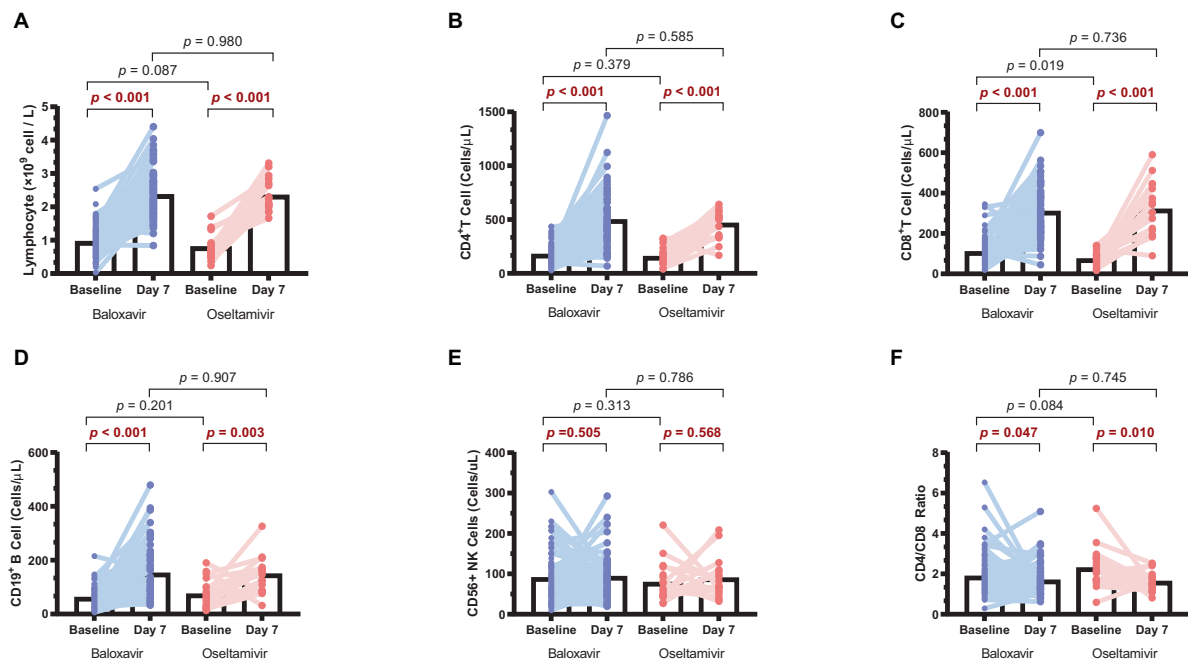 A
p = 0.980
p = 0.087
p < 0.001
p < 0.001
Lymphocyte (×10⁹ cell / L)
5
4
3
2
1
0
Baseline
Day 7
Baseline
Day 7
Baloxavir
Oseltamivir
B
p = 0.585
p = 0.379
p < 0.001
p < 0.001
CD4⁺T Cell (Cells/μL)
1500
1000
500
0
Baseline
Day 7
Baseline
Day 7
Baloxavir
Oseltamivir
C
p = 0.736
p = 0.019
p < 0.001
p < 0.001
CD8⁺T Cell (Cells/μL)
800
600
400
200
0
Baseline
Day 7
Baseline
Day 7
Baloxavir
Oseltamivir
D
p = 0.907
p = 0.201
p < 0.001
p = 0.003
CD19⁺ B Cell (Cells/μL)
600
400
200
0
Baseline
Day 7
Baseline
Day 7
Baloxavir
Oseltamivir
E
p = 0.786
p = 0.313
p =0.505
p = 0.568
CD56+ NK Cells (Cells/uL)
400
300
200
100
0
Baseline
Day 7
Baseline
Day 7
Baloxavir
Oseltamivir
F
p = 0.745
p = 0.084
p = 0.047
p = 0.010
CD4/CD8 Ratio
8
6
4
2
0
Baseline
Day 7
Baseline
Day 7
Baloxavir
Oseltamivir